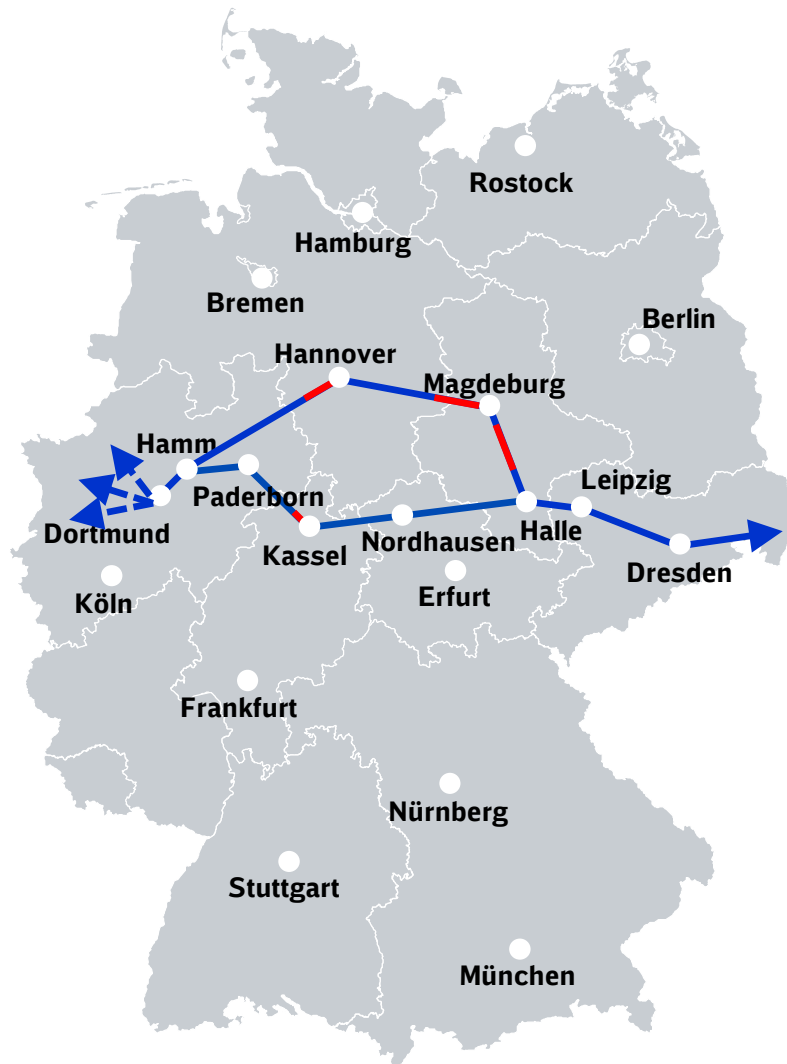 Rostock
Hamburg
Bremen
Berlin
Hannover
Magdeburg
Hamm
Leipzig
Paderborn
Dortmund
Kassel
Nordhausen
Halle
Dresden
Köln
Erfurt
Frankfurt
Nürnberg
Stuttgart
München